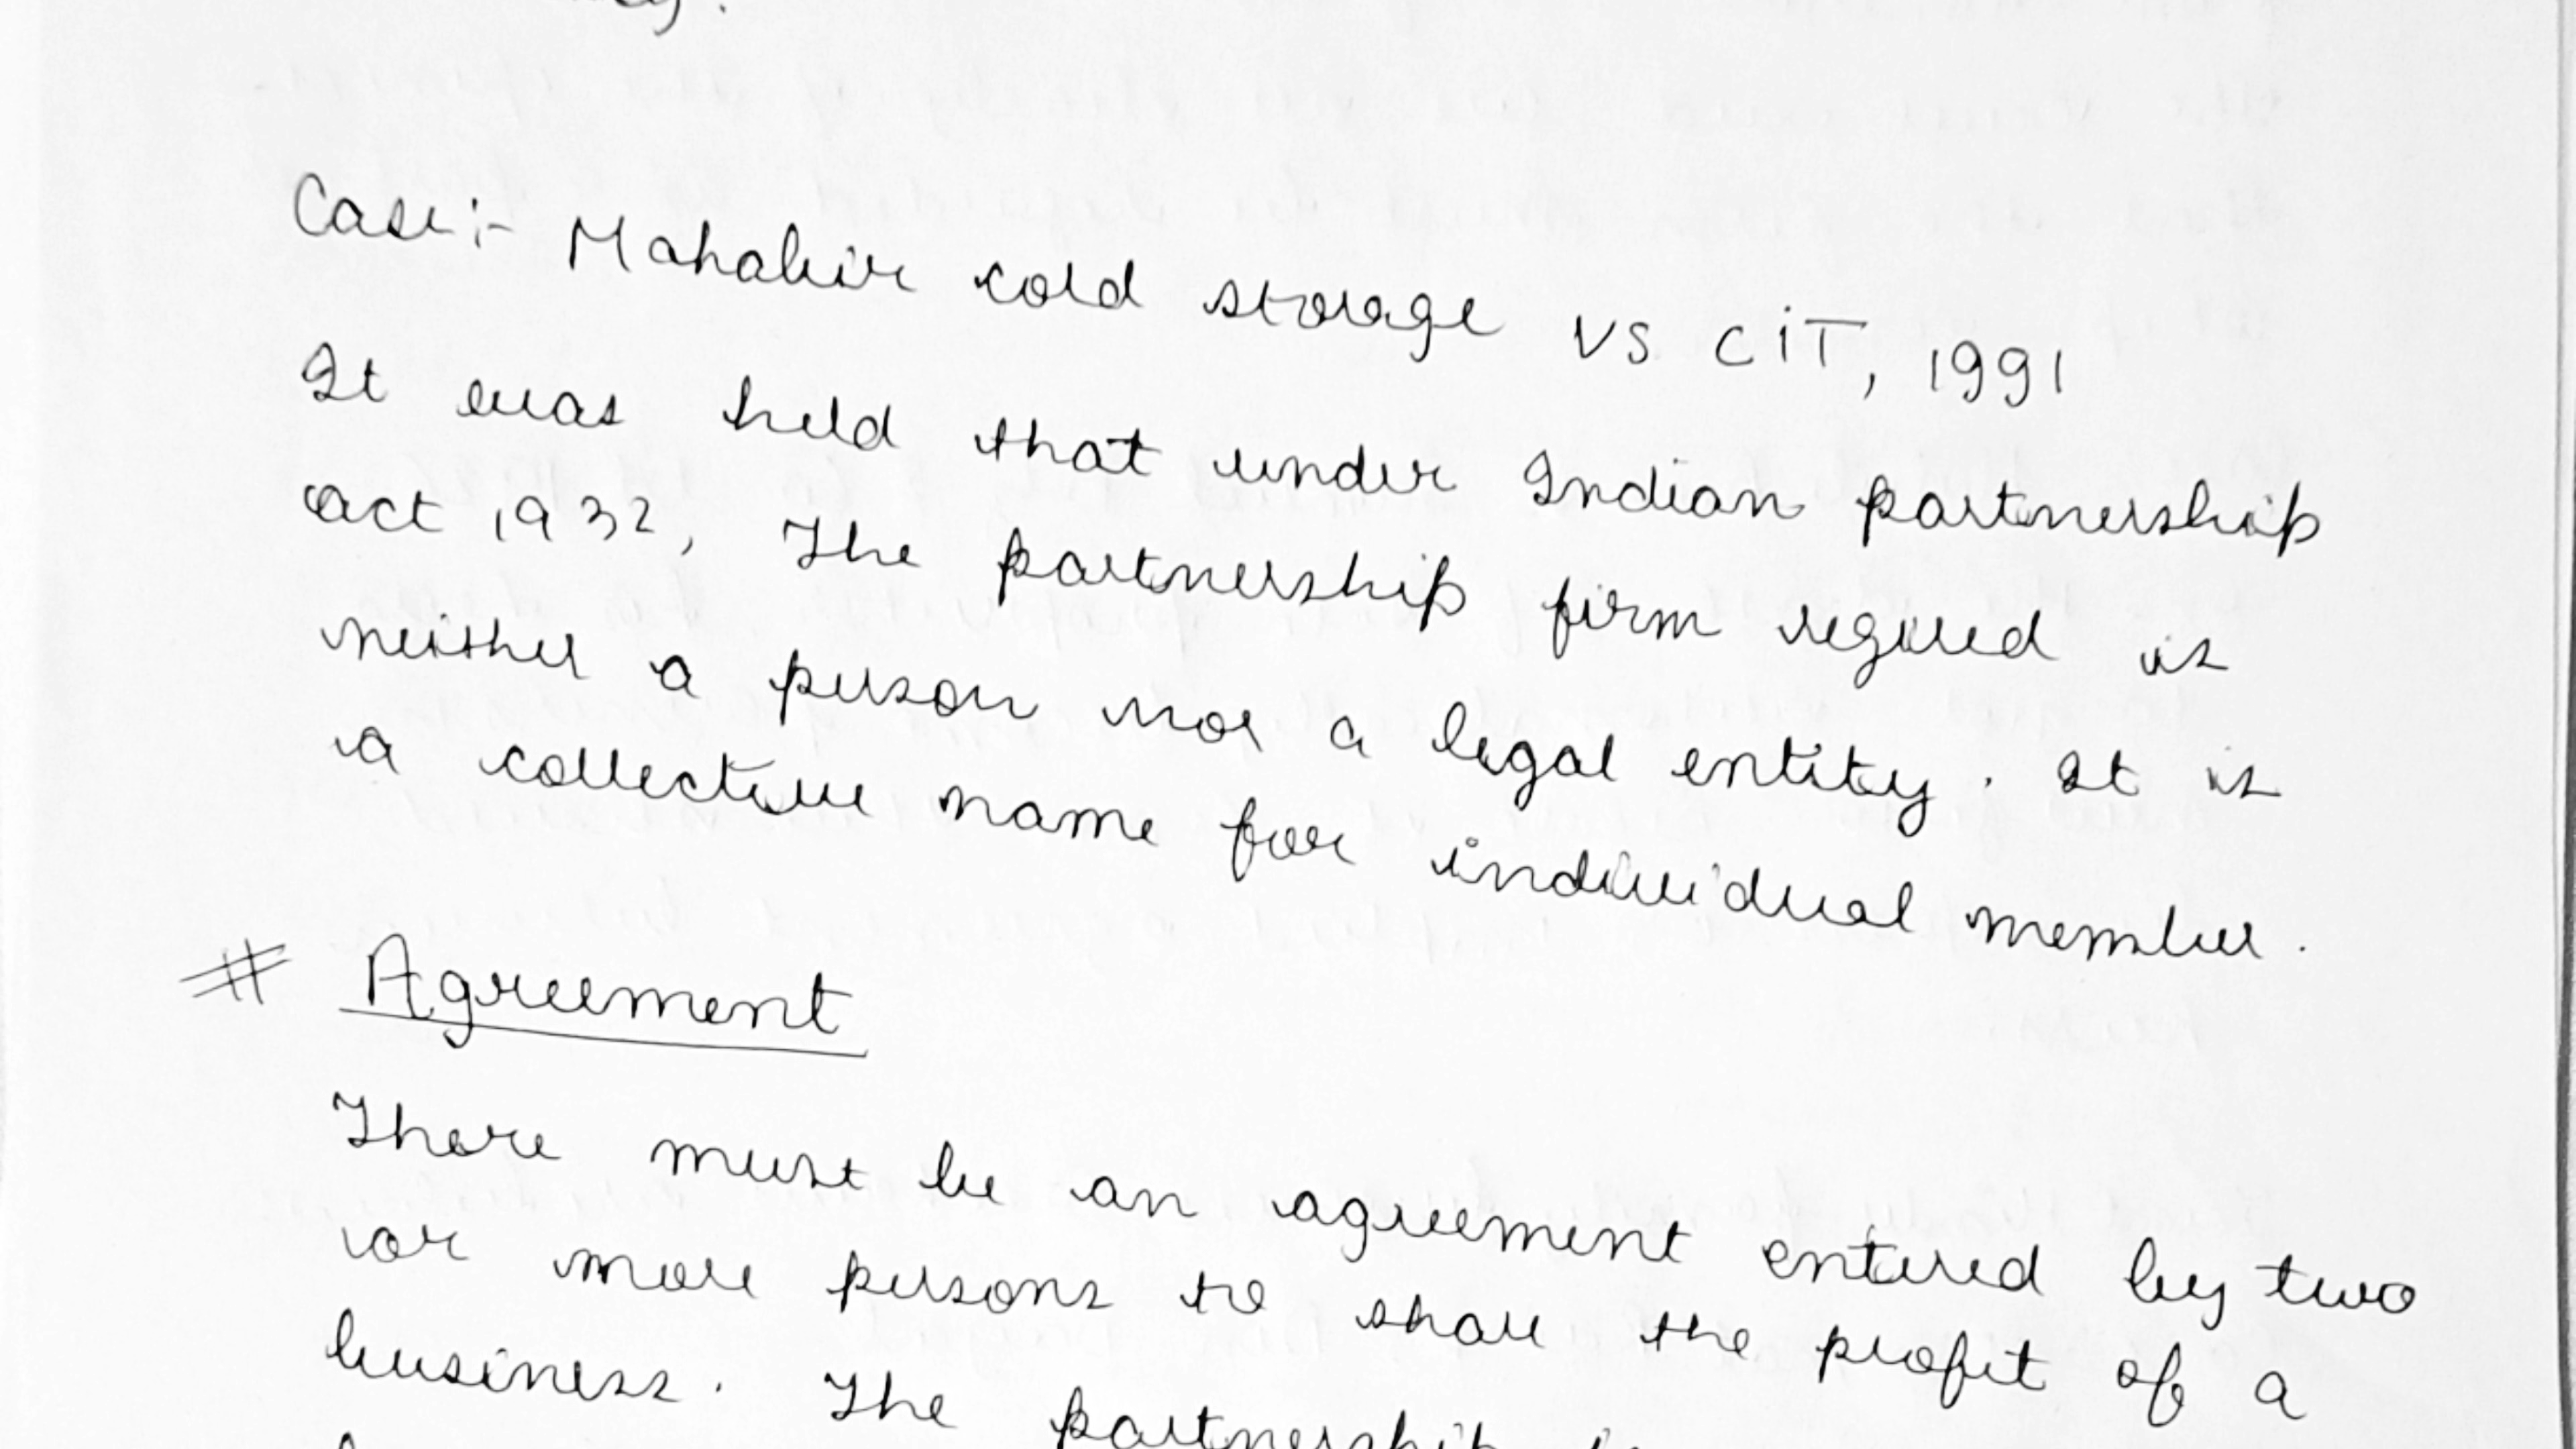 Case:- Mahabir cold storage vs CiT, 1991
It was held that under Indian partnership
act 1932, The partnership firm regured is
neither a person nor a legal entity. It is
a collective name for individual member.
# Agreement
There must be an agreement entered by two
or more persons to share the profit of a
business. The partnership